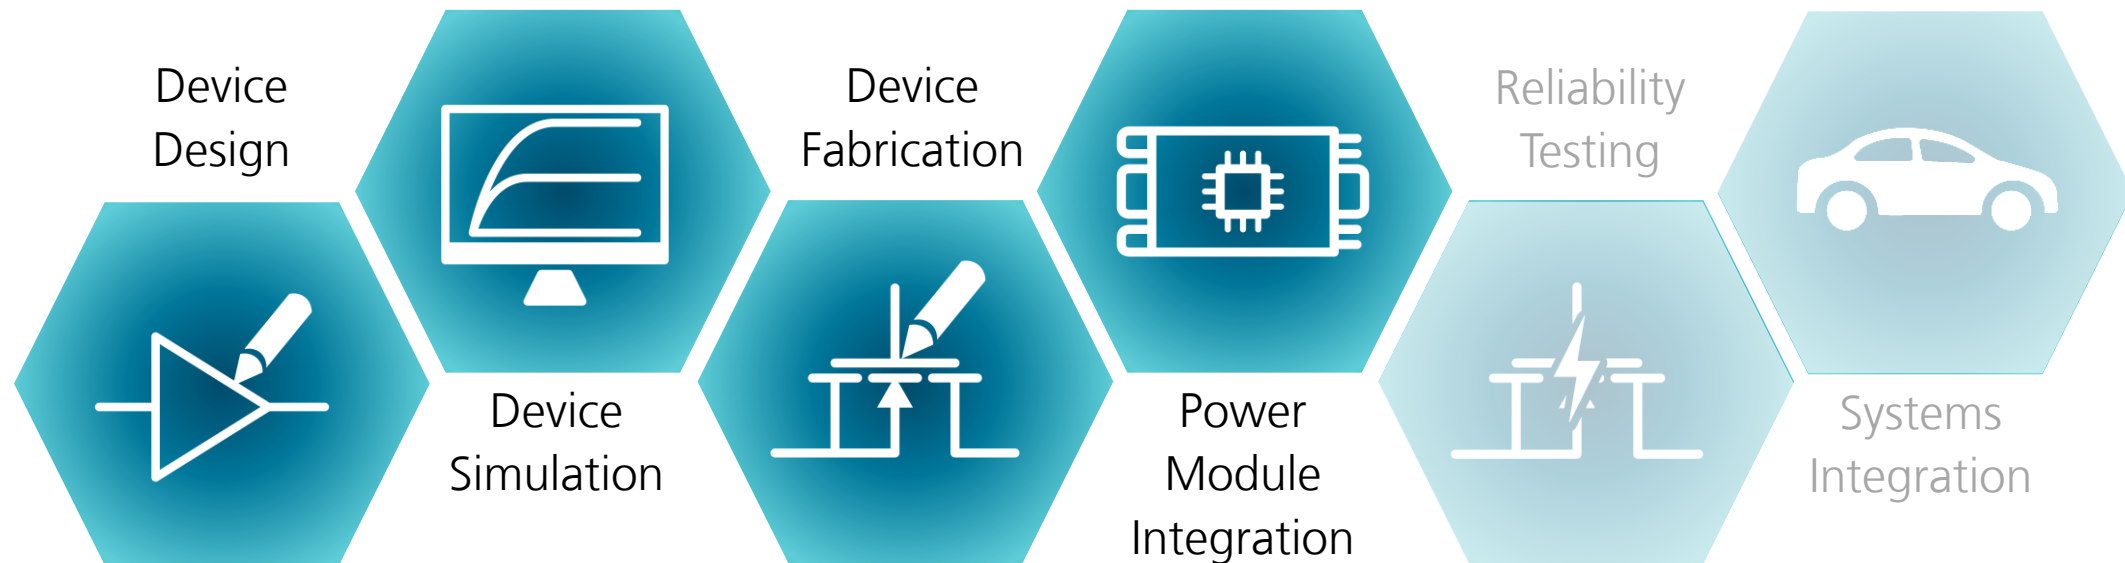 Device
Design
Device
Simulation
Device
Fabrication
Power
Module
Integration
Reliability
Testing
Systems
Integration